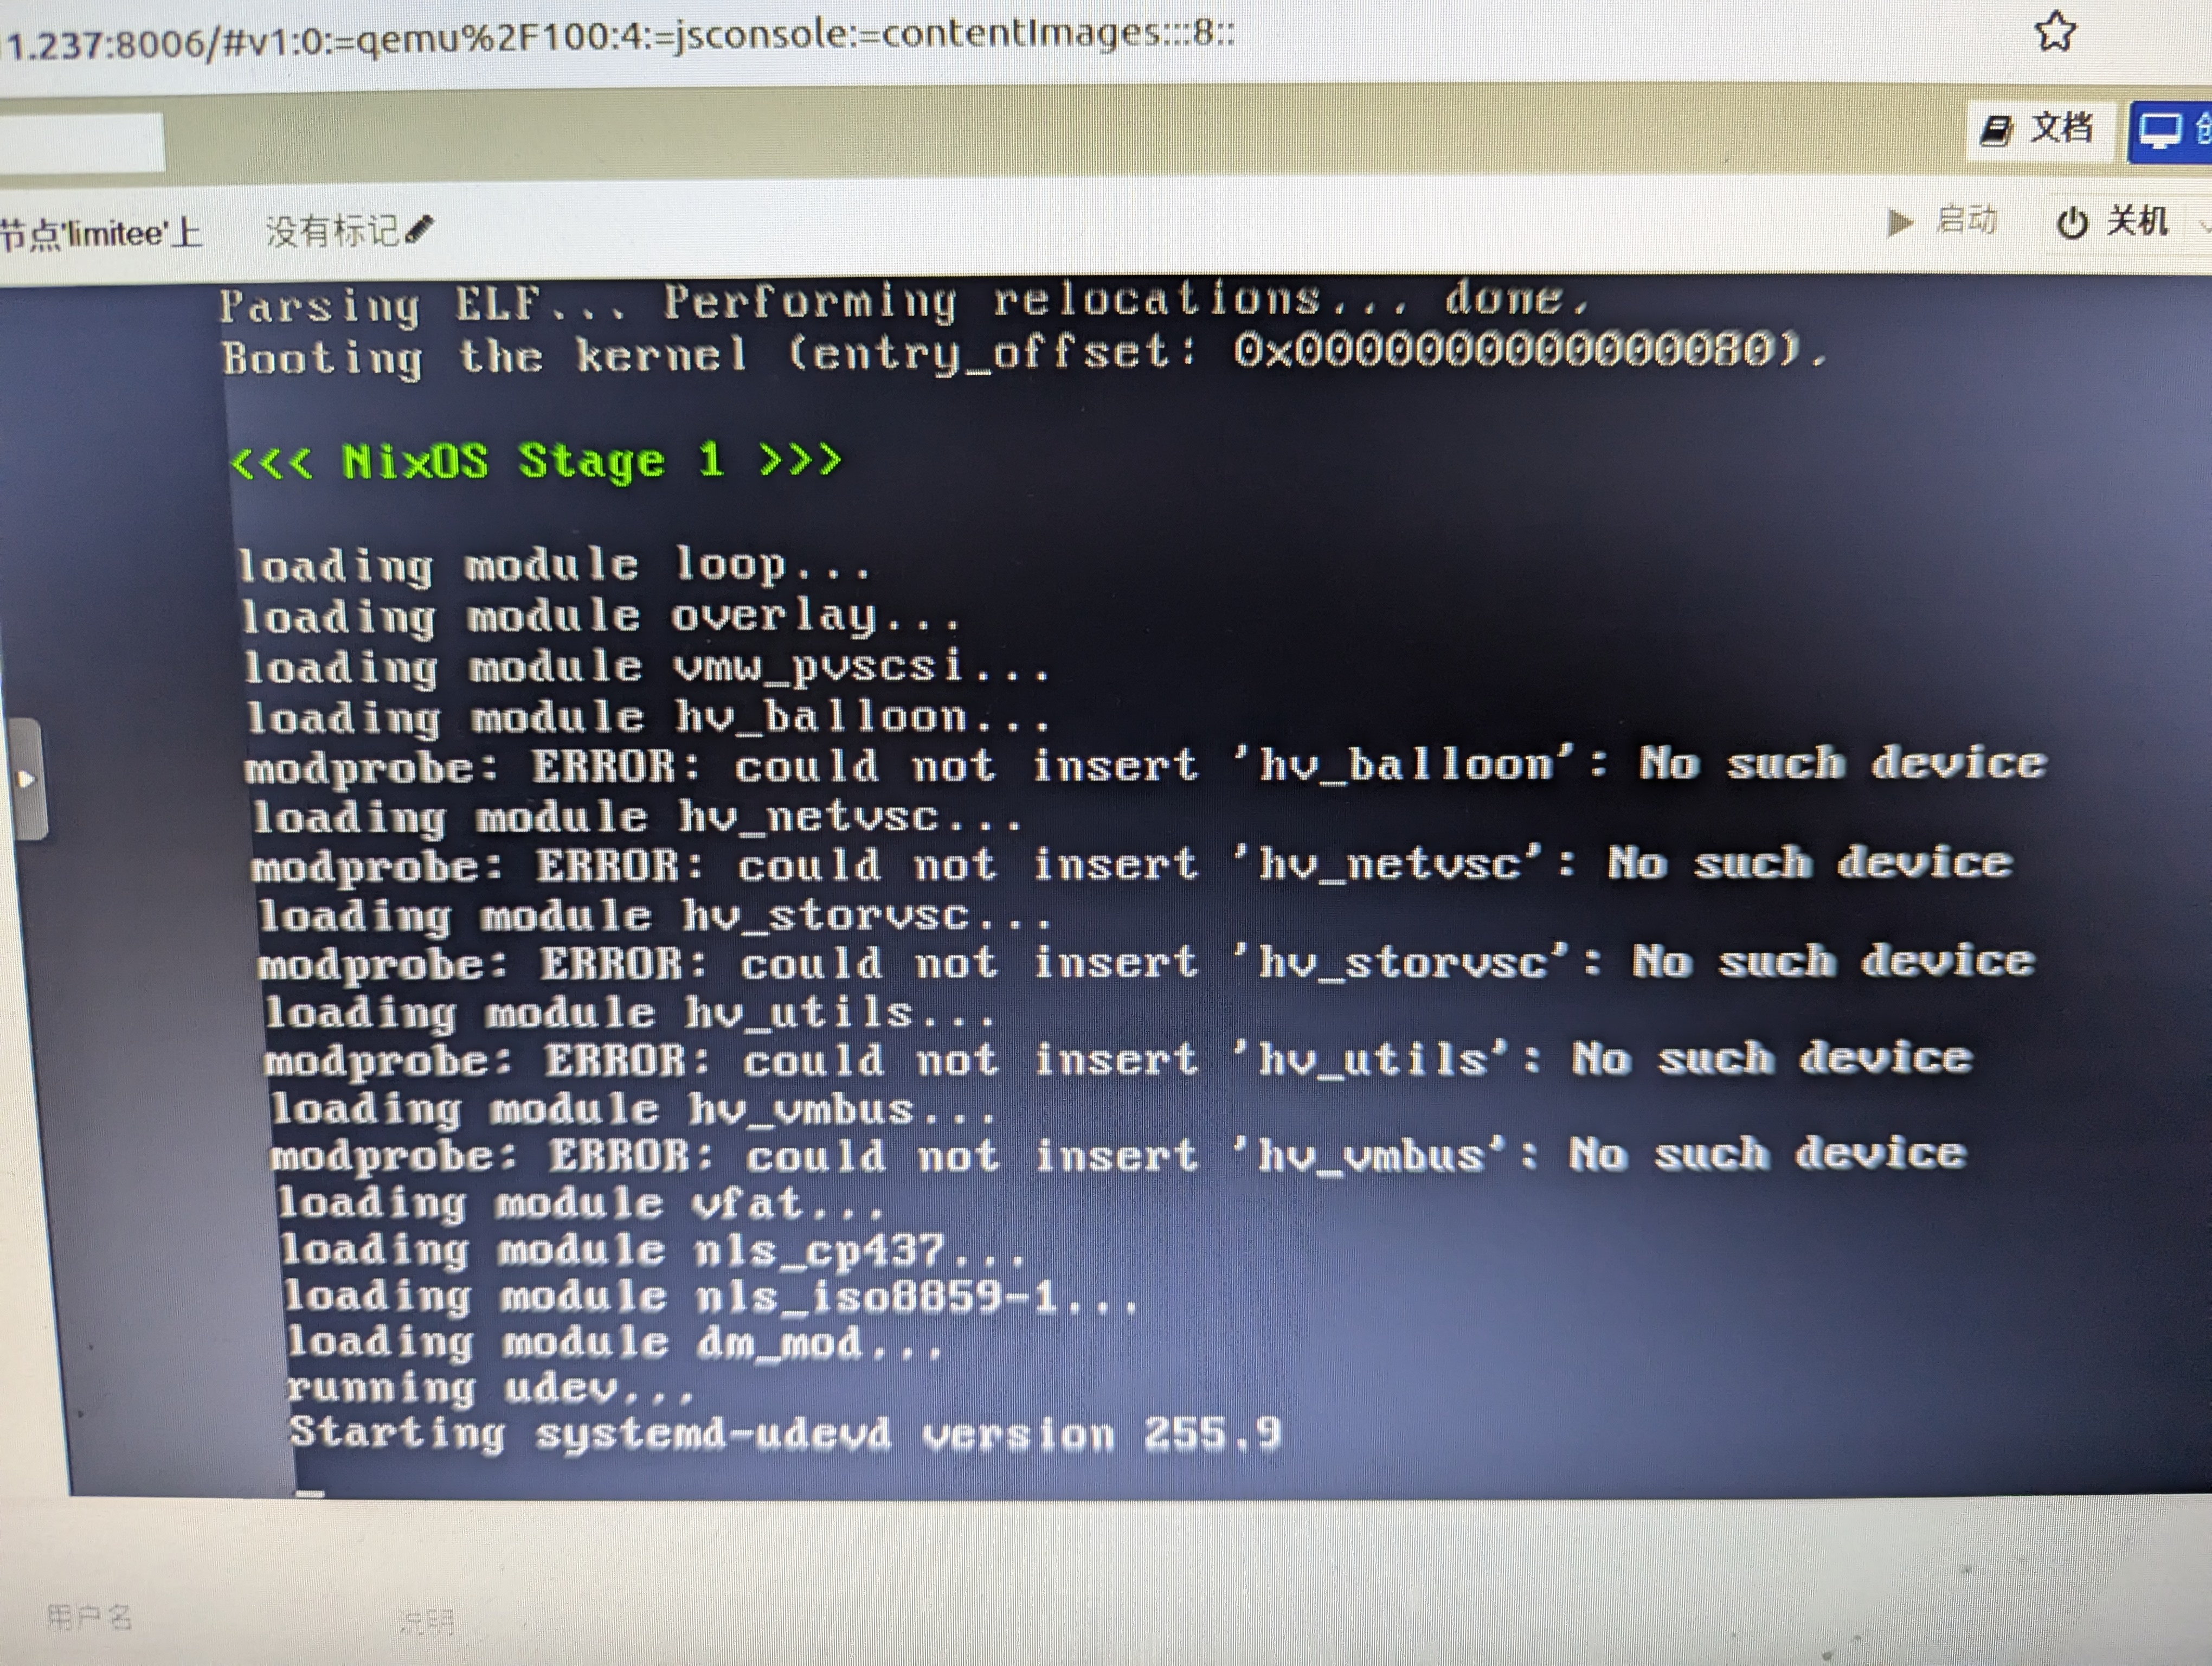 1.237:8006/#v1:0:=qemu%2F100:4:=jsconsole:=contentImages:::8::
文档
节点'limitee'上 没有标记 启动 关机
Parsing ELF... Performing relocations... done.
Booting the kernel (entry_offset: 0x0000000000000080).
<<< NixOS Stage 1 >>>
loading module loop...
loading module overlay...
loading module vmw_pvscsi...
loading module hv_balloon...
modprobe: ERROR: could not insert 'hv_balloon': No such device
loading module hv_netvsc...
modprobe: ERROR: could not insert 'hv_netvsc': No such device
loading module hv_storvsc...
modprobe: ERROR: could not insert 'hv_storvsc': No such device
loading module hv_utils...
modprobe: ERROR: could not insert 'hv_utils': No such device
loading module hv_vmbus...
modprobe: ERROR: could not insert 'hv_vmbus': No such device
loading module vfat...
loading module nls_cp437...
loading module nls_iso8859-1...
loading module dm_mod...
running udev...
Starting systemd-udevd version 255.9
_
用户名 说明